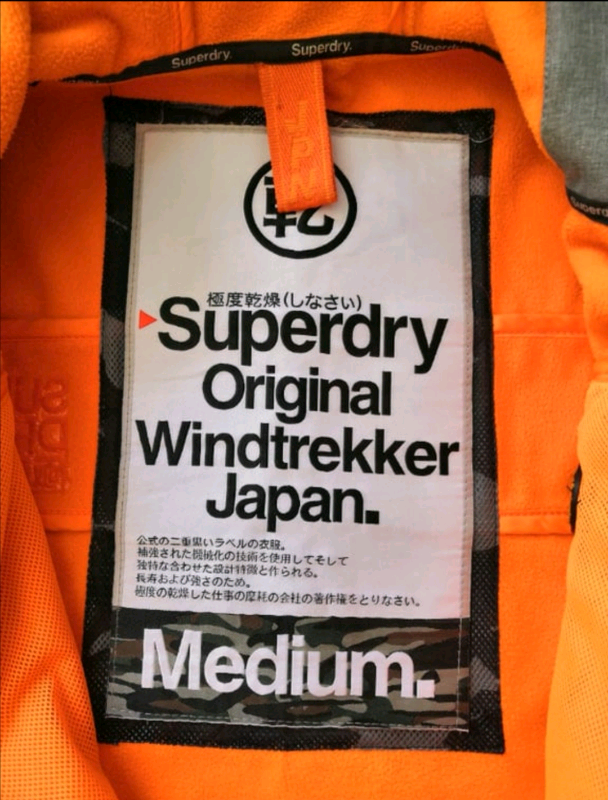 Superdry. Superdry. Superdry
JPN
乾
極度乾燥(しなさい)
Superdry
Original
Windtrekker
Japan.
公式の二重黒いラベルの衣服。
補強された機械化の技術を使用してそして
独特な合わせた設計特徴と作られる。
長寿および強さのため。
極度の乾燥した仕事の摩耗の会社の著作権をとりなさい。
Medium.
Superd